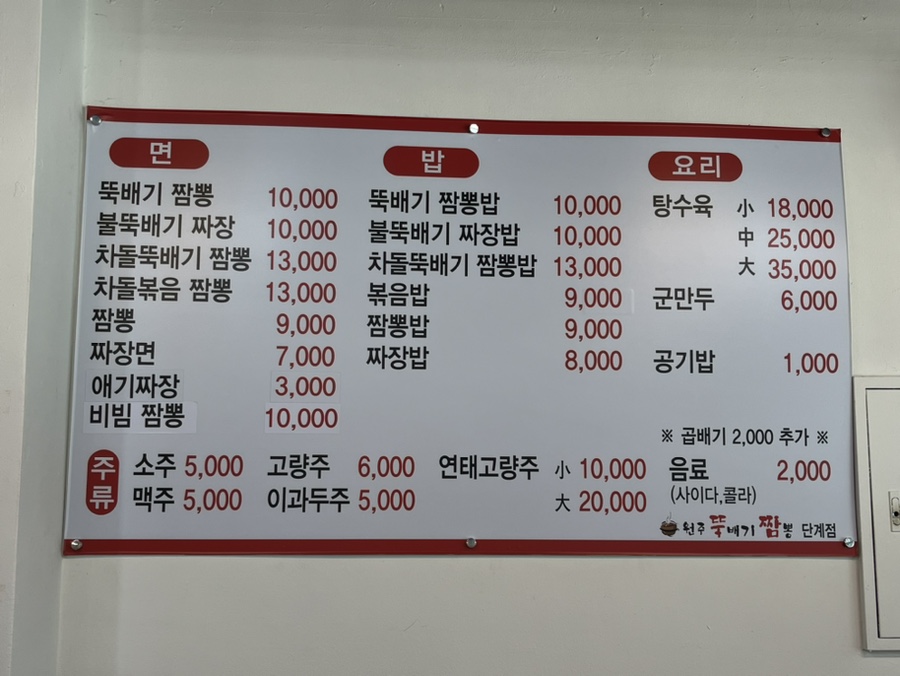 면
뚝배기 짬뽕 10,000
불뚝배기 짜장 10,000
차돌뚝배기 짬뽕 13,000
차돌볶음 짬뽕 13,000
짬뽕 9,000
짜장면 7,000
애기짜장 3,000
비빔 짬뽕 10,000
밥
뚝배기 짬뽕밥 10,000
불뚝배기 짜장밥 10,000
차돌뚝배기 짬뽕밥 13,000
볶음밥 9,000
짬뽕밥 9,000
짜장밥 8,000
요리
탕수육 小 18,000
中 25,000
大 35,000
군만두 6,000
공기밥 1,000
※ 곱배기 2,000 추가 ※
주류
소주 5,000 고량주 6,000 연태고량주 小 10,000 음료 2,000
맥주 5,000 이과두주 5,000 大 20,000 (사이다,콜라)
원주 뚝배기 짬뽕 단계점